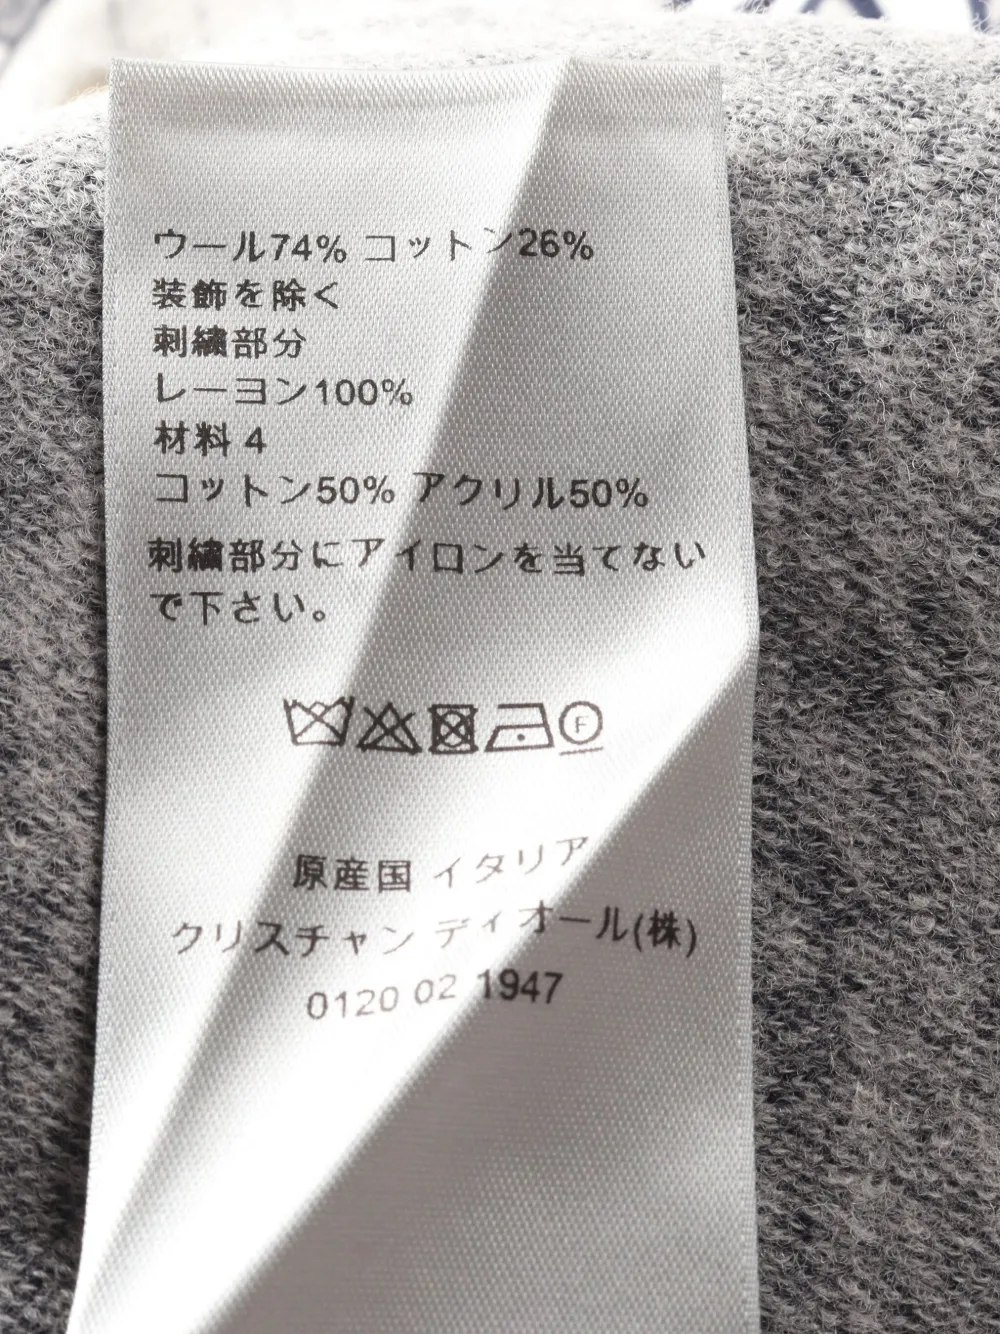 ウール74% コットン26%
装飾を除く
刺繍部分
レーヨン100%
材料 4
コットン50% アクリル50%
刺繍部分にアイロンを当てない
で下さい。
F
原産国 イタリア
クリスチャン ディオール(株)
0120 02 1947